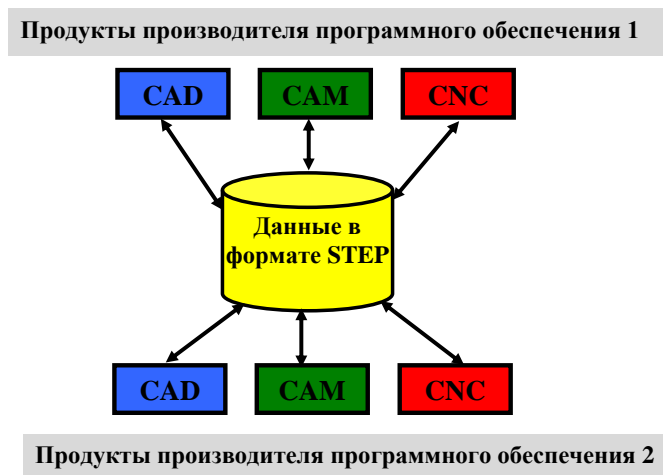 Продукты производителя программного обеспечения 1
CAD CAM CNC
Данные в
формате STEP
CAD CAM CNC
Продукты производителя программного обеспечения 2